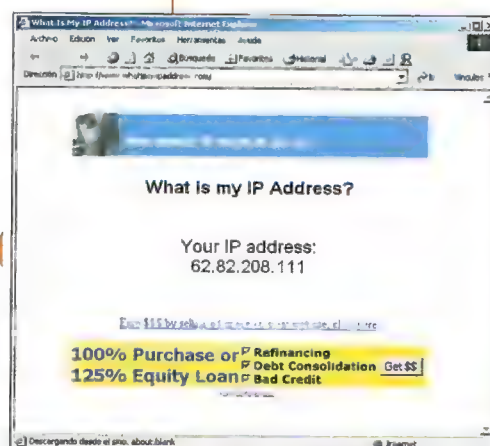 What Is My IP Address? - Microsoft Internet Explorer
Archivo Edición Ver Favoritos Herramientas Ayuda
Búsqueda Favoritos Historial
Dirección Ir Vínculos
What is my IP Address?
Your IP address:
62.82.208.111
100% Purchase or
125% Equity Loan
Refinancing
Debt Consolidation
Bad Credit
Get $$
Descargando desde el sitio: about:blank
Internet